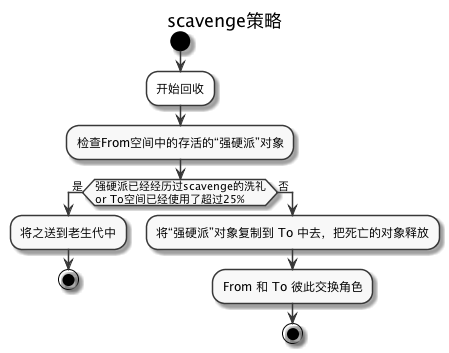 scavenge策略
开始回收
检查From空间中的存活的“强硬派”对象
是
强硬派已经经历过scavenge的洗礼
or To空间已经使用了超过25%
否
将之送到老生代中
将“强硬派”对象复制到 To 中去，把死亡的对象释放
From 和 To 彼此交换角色